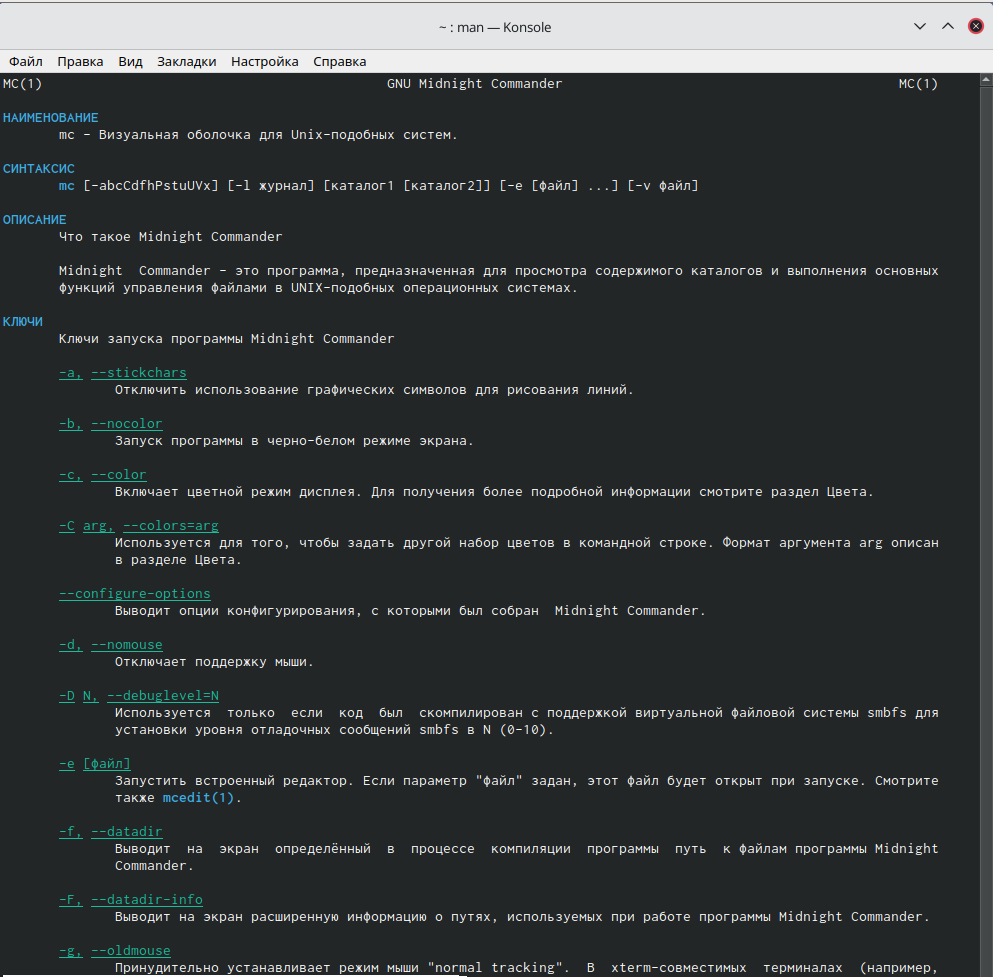 ~ : man — Konsole
Файл Правка Вид Закладки Настройка Справка
MC(1) GNU Midnight Commander MC(1)
НАИМЕНОВАНИЕ
mc - Визуальная оболочка для Unix-подобных систем.
СИНТАКСИС
mc [-abcCdfhPstuUVx] [-l журнал] [каталог1 [каталог2]] [-e [файл] ...] [-v файл]
ОПИСАНИЕ
Что такое Midnight Commander
Midnight Commander - это программа, предназначенная для просмотра содержимого каталогов и выполнения основных
функций управления файлами в UNIX-подобных операционных системах.
КЛЮЧИ
Ключи запуска программы Midnight Commander
-a, --stickchars
Отключить использование графических символов для рисования линий.
-b, --nocolor
Запуск программы в черно-белом режиме экрана.
-c, --color
Включает цветной режим дисплея. Для получения более подробной информации смотрите раздел Цвета.
-C arg, --colors=arg
Используется для того, чтобы задать другой набор цветов в командной строке. Формат аргумента arg описан
в разделе Цвета.
--configure-options
Выводит опции конфигурирования, с которыми был собран Midnight Commander.
-d, --nomouse
Отключает поддержку мыши.
-D N, --debuglevel=N
Используется только если код был скомпилирован с поддержкой виртуальной файловой системы smbfs для
установки уровня отладочных сообщений smbfs в N (0-10).
-e [файл]
Запустить встроенный редактор. Если параметр "файл" задан, этот файл будет открыт при запуске. Смотрите
также mcedit(1).
-f, --datadir
Выводит на экран определённый в процессе компиляции программы путь к файлам программы Midnight
Commander.
-F, --datadir-info
Выводит на экран расширенную информацию о путях, используемых при работе программы Midnight Commander.
-g, --oldmouse
Принудительно устанавливает режим мыши "normal tracking". В xterm-совместимых терминалах (например,